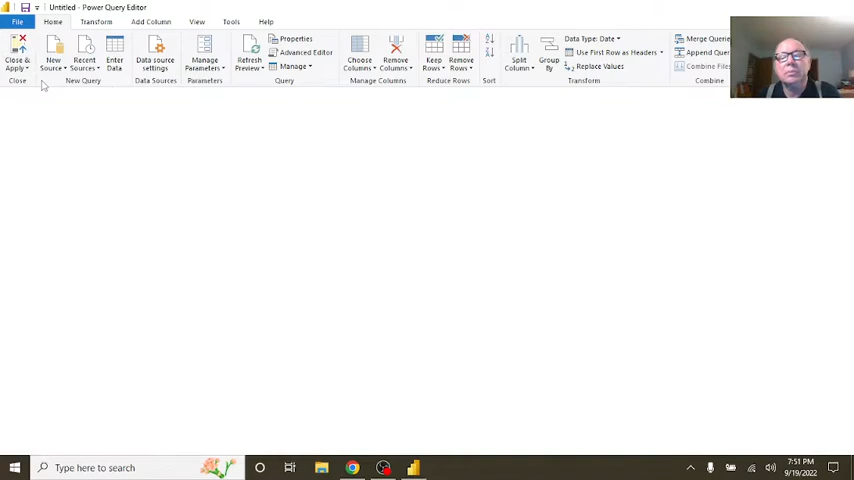 Untitled - Power Query Editor
File Home Transform Add Column View Tools Help
Close & Apply
New Source
Recent Sources
Enter Data
Data source settings
Manage Parameters
Refresh Preview
Properties
Advanced Editor
Manage
Choose Columns
Remove Columns
Keep Rows
Remove Rows
Split Column
Group By
Data Type: Date
Use First Row as Headers
Replace Values
Merge Querie
Append Quer
Combine Files
Close New Query Data Sources Parameters Query Manage Columns Reduce Rows Sort Transform Combine
Type here to search
7:51 PM
9/19/2022